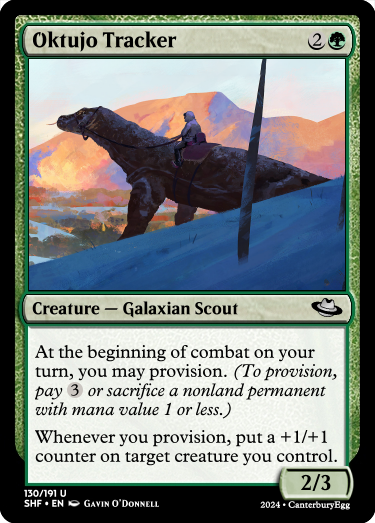 Oktujo Tracker 2
Creature — Galaxian Scout
At the beginning of combat on your
turn, you may provision. (To provision,
pay 3 or sacrifice a nonland permanent
with mana value 1 or less.)
Whenever you provision, put a +1/+1
counter on target creature you control.
2/3
130/191 U
SHF • EN Gavin O'Donnell
2024 • CanterburyEgg